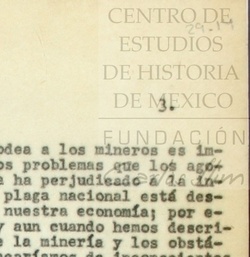 CENTRO DE
ESTUDIOS
DE HISTORIA
DE MEXICO
3.
FUNDACIÓN
odea a los mineros es im-
os problemas que los ago-
e ha perjudicado a la in-
plaga nacional está des-
nuestra economía; por e-
y aun cuando hemos descri-
e la minería y los obstá-